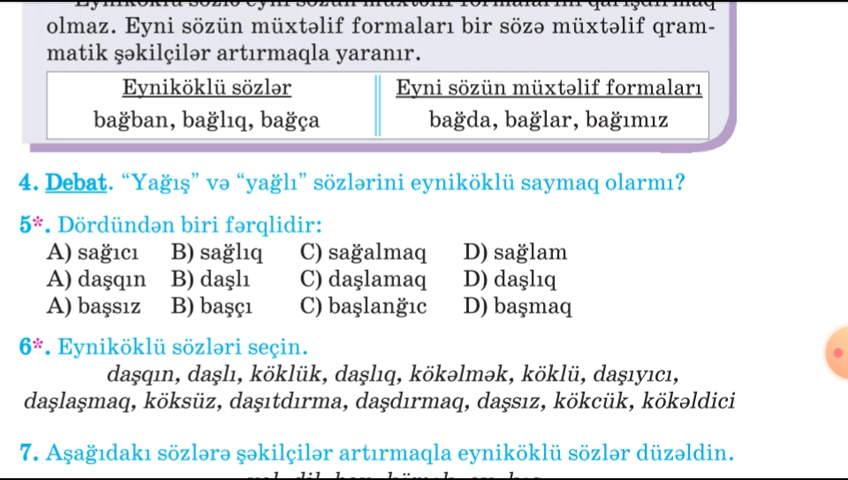 olmaz. Eyni sözün müxtəlif formaları bir sözə müxtəlif qram-
matik şəkilçilər artırmaqla yaranır.
Eyniköklü sözlər
bağban, bağlıq, bağça
Eyni sözün müxtəlif formaları
bağda, bağlar, bağımız
4. Debat. “Yağış” və “yağlı” sözlərini eyniköklü saymaq olarmı?
5*. Dördündən biri fərqlidir:
A) sağıcı B) sağlıq C) sağalmaq D) sağlam
A) daşqın B) daşlı C) daşlamaq D) daşlıq
A) başsız B) başçı C) başlanğıc D) başmaq
6*. Eyniköklü sözləri seçin.
daşqın, daşlı, köklük, daşlıq, kökəlmək, köklü, daşıyıcı,
daşlaşmaq, köksüz, daşıtdırma, daşdırmaq, daşsız, kökcük, kökəldici
7. Aşağıdakı sözlərə şəkilçilər artırmaqla eyniköklü sözlər düzəldin.